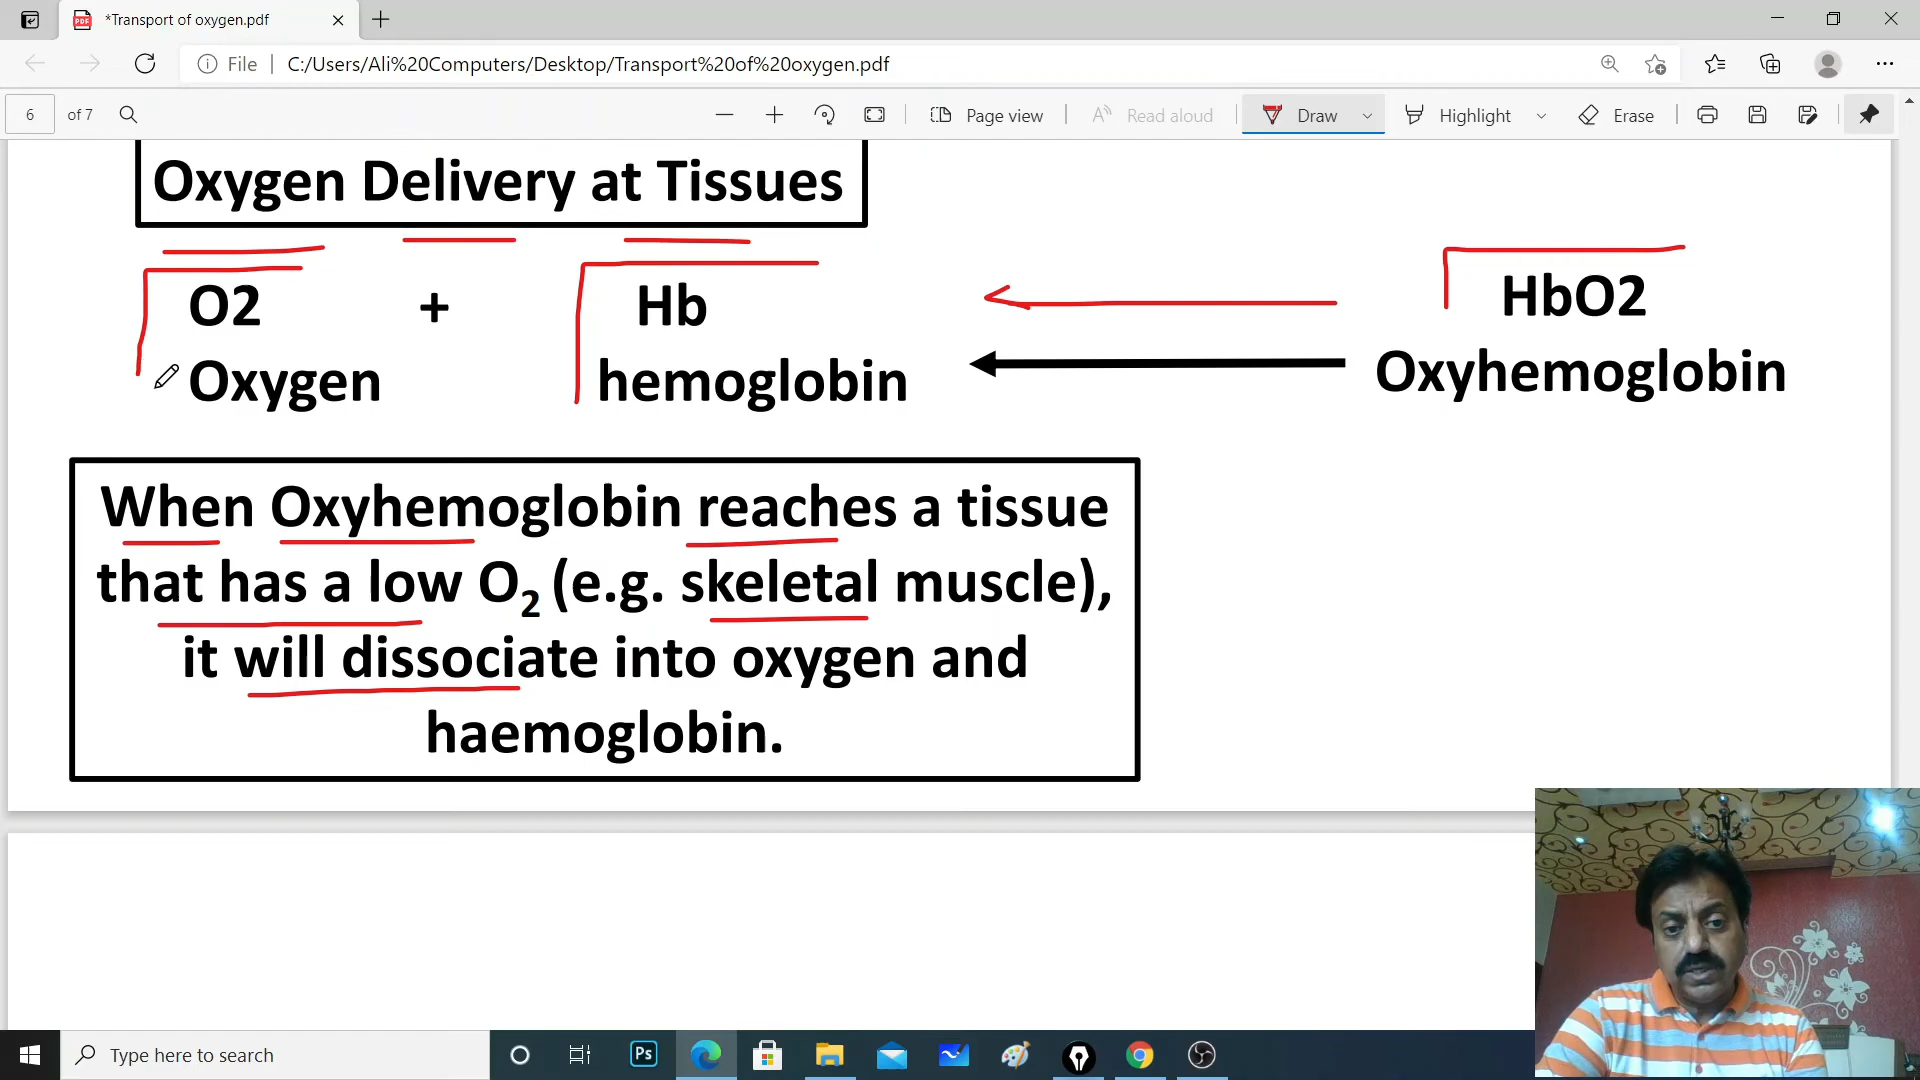 *Transport of oxygen.pdf
File
C:/Users/Ali%20Computers/Desktop/Transport%20of%20oxygen.pdf
6 of 7
Page view
Read aloud
Draw
Highlight
Erase
Oxygen Delivery at Tissues
O2 + Hb HbO2
Oxygen hemoglobin Oxyhemoglobin
When Oxyhemoglobin reaches a tissue
that has a low O2 (e.g. skeletal muscle),
it will dissociate into oxygen and
haemoglobin.
Type here to search
Ps